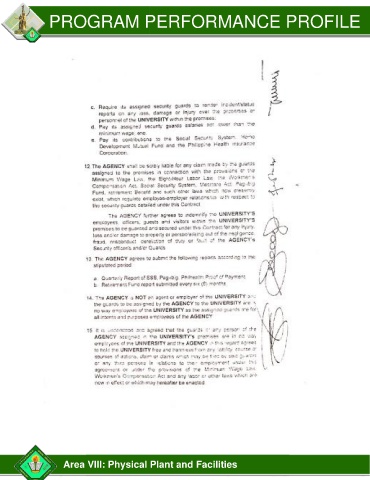 PROGRAM PERFORMANCE PROFILE
c. Require its assigned security guards to render incident/status
reports on any loss, damage or injury over the properties or
personnel of the UNIVERSITY within the premises;
d. Pay its assigned security guards salaries not lower than the
minimum wage; and
e. Pay its contributions to the Social Security System, Home
Development Mutual Fund and the Philippine Health Insurance
Corporation.
12. The AGENCY shall be solely liable for any claim made by the guards
assigned to the premises in connection with the provisions of the
Minimum Wage Law, the Eight-Hour Labor Law, the Workmen's
Compensation Act, Social Security System, Medicare Act, Pag-ibig
Fund, retirement Benefit and such other laws which now presently
exist, which requires employee-employer relationships with respect to
the security guards detailed under this Contract.
The AGENCY further agrees to indemnify the UNIVERSITY'S
employees, officers, guests and visitors within the UNIVERSITY'S
premises to be guarded and secured under this Contract for any injury,
loss and/or damage to property or person arising out of the negligence,
fraud, misconduct, dereliction of duty or fault of the AGENCY's
Security officers and/or Guards.
13. The AGENCY agrees to submit the following reports according to the
stipulated period
a. Quarterly Report of SSS, Pag-ibig, Philhealth Proof of Payment.
b. Retirement Fund report submitted every six (6) months
14. The AGENCY is NOT an agent or employer of the UNIVERSITY and
the guards to be assigned by the AGENCY to the UNIVERSITY are in
no way employees of the UNIVERSITY as the assigned guards are for
all intents and purposes employees of the AGENCY
15. It is understood and agreed that the guards or any person of the
AGENCY assigned in the UNIVERSITY's premises are in no way
employees of the UNIVERSITY and the AGENCY in this regard agrees
to hold the UNIVERSITY free and harmless from any liability, cause or
courses of actions, claim or claims which may be filed by said guards
or any third persons in relations to their employment under this
agreement or under the provisions of the Minimum Wage Law,
Workmen's Compensation Act and any labor or other laws which are
now in effect or which may hereafter be enacted.
Area VIII: Physical Plant and Facilities